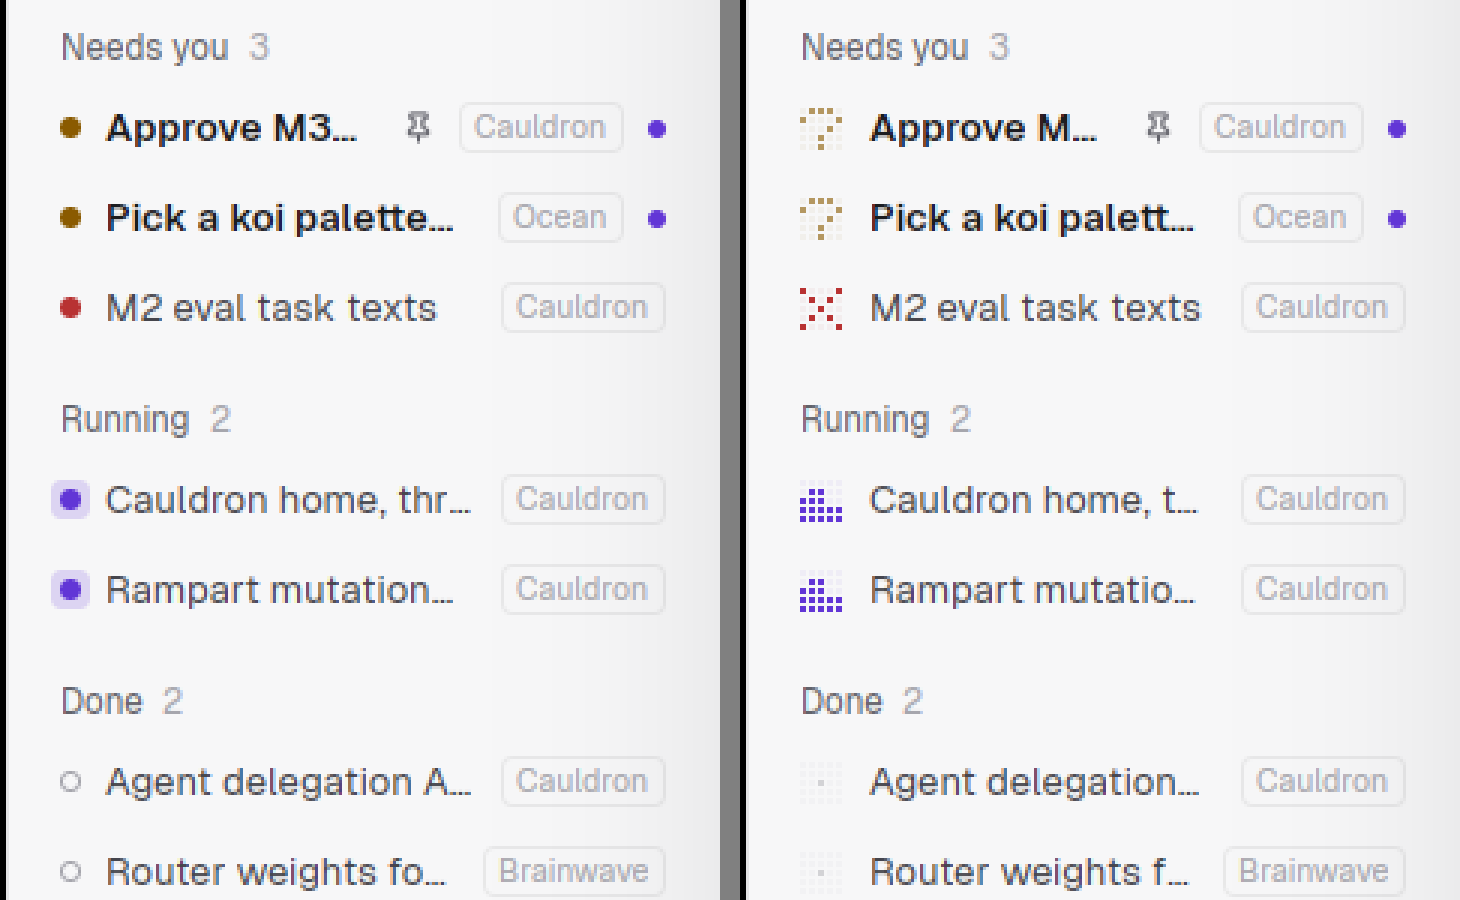 Needs you 3
Approve M3... Cauldron
Pick a koi palette... Ocean
M2 eval task texts Cauldron
Running 2
Cauldron home, thr... Cauldron
Rampart mutation... Cauldron
Done 2
Agent delegation A... Cauldron
Router weights fo... Brainwave
Needs you 3
Approve M... Cauldron
Pick a koi palett... Ocean
M2 eval task texts Cauldron
Running 2
Cauldron home, t... Cauldron
Rampart mutatio... Cauldron
Done 2
Agent delegation... Cauldron
Router weights f... Brainwave